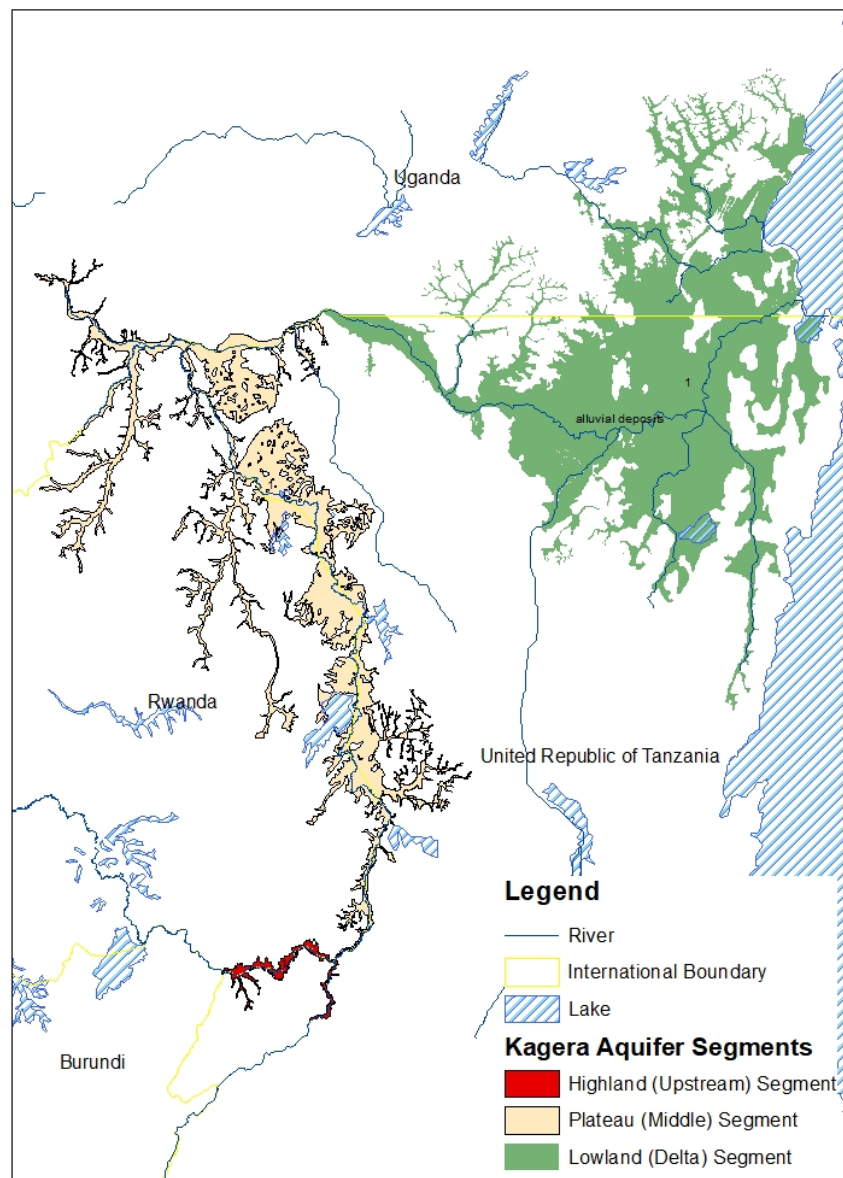 Uganda
1
alluvial deposits
Rwanda
United Republic of Tanzania
Burundi
Legend
River
International Boundary
Lake
Kagera Aquifer Segments
Highland (Upstream) Segment
Plateau (Middle) Segment
Lowland (Delta) Segment